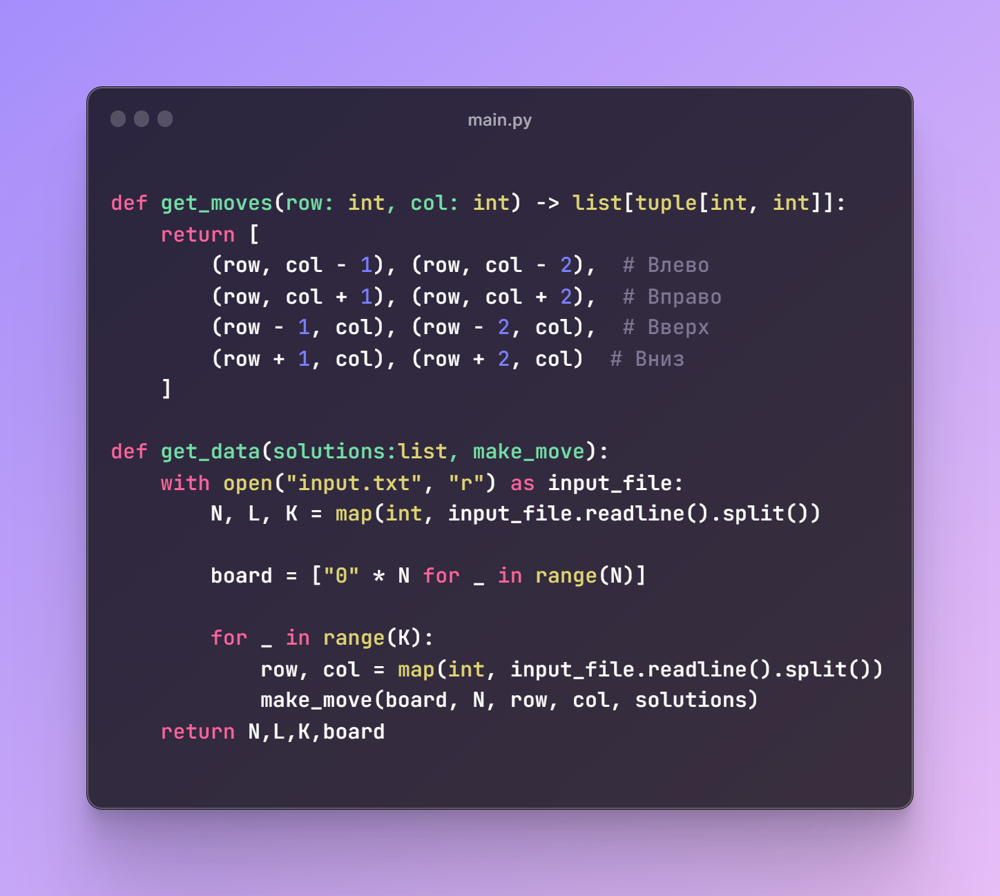 main.py
def get_moves(row: int, col: int) -> list[tuple[int, int]]:
    return [
        (row, col - 1), (row, col - 2),  # Влево
        (row, col + 1), (row, col + 2),  # Вправо
        (row - 1, col), (row - 2, col),  # Вверх
        (row + 1, col), (row + 2, col)  # Вниз
    ]
def get_data(solutions:list, make_move):
    with open("input.txt", "r") as input_file:
        N, L, K = map(int, input_file.readline().split())
        board = ["0" * N for _ in range(N)]
        for _ in range(K):
            row, col = map(int, input_file.readline().split())
            make_move(board, N, row, col, solutions)
    return N,L,K,board